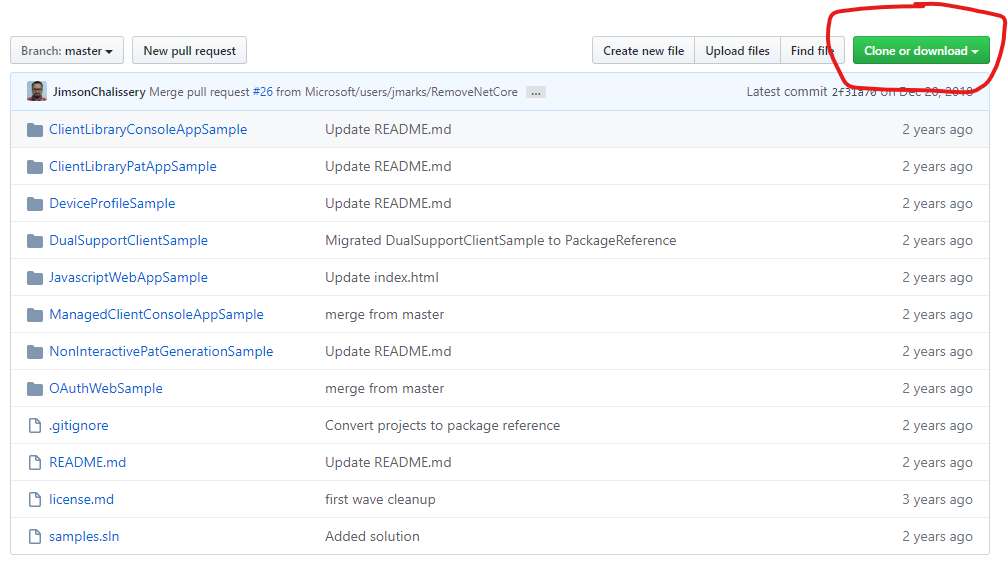 Branch: master
New pull request
Create new file
Upload files
Find file
Clone or download
JimsonChalissery Merge pull request #26 from Microsoft/users/jmarks/RemoveNetCore ...
Latest commit 2f31a70 on Dec 20, 2018
ClientLibraryConsoleAppSample Update README.md 2 years ago
ClientLibraryPatAppSample Update README.md 2 years ago
DeviceProfileSample Update README.md 2 years ago
DualSupportClientSample Migrated DualSupportClientSample to PackageReference 2 years ago
JavascriptWebAppSample Update index.html 2 years ago
ManagedClientConsoleAppSample merge from master 2 years ago
NonInteractivePatGenerationSample Update README.md 2 years ago
OAuthWebSample merge from master 2 years ago
.gitignore Convert projects to package reference 2 years ago
README.md Update README.md 2 years ago
license.md first wave cleanup 3 years ago
samples.sln Added solution 2 years ago